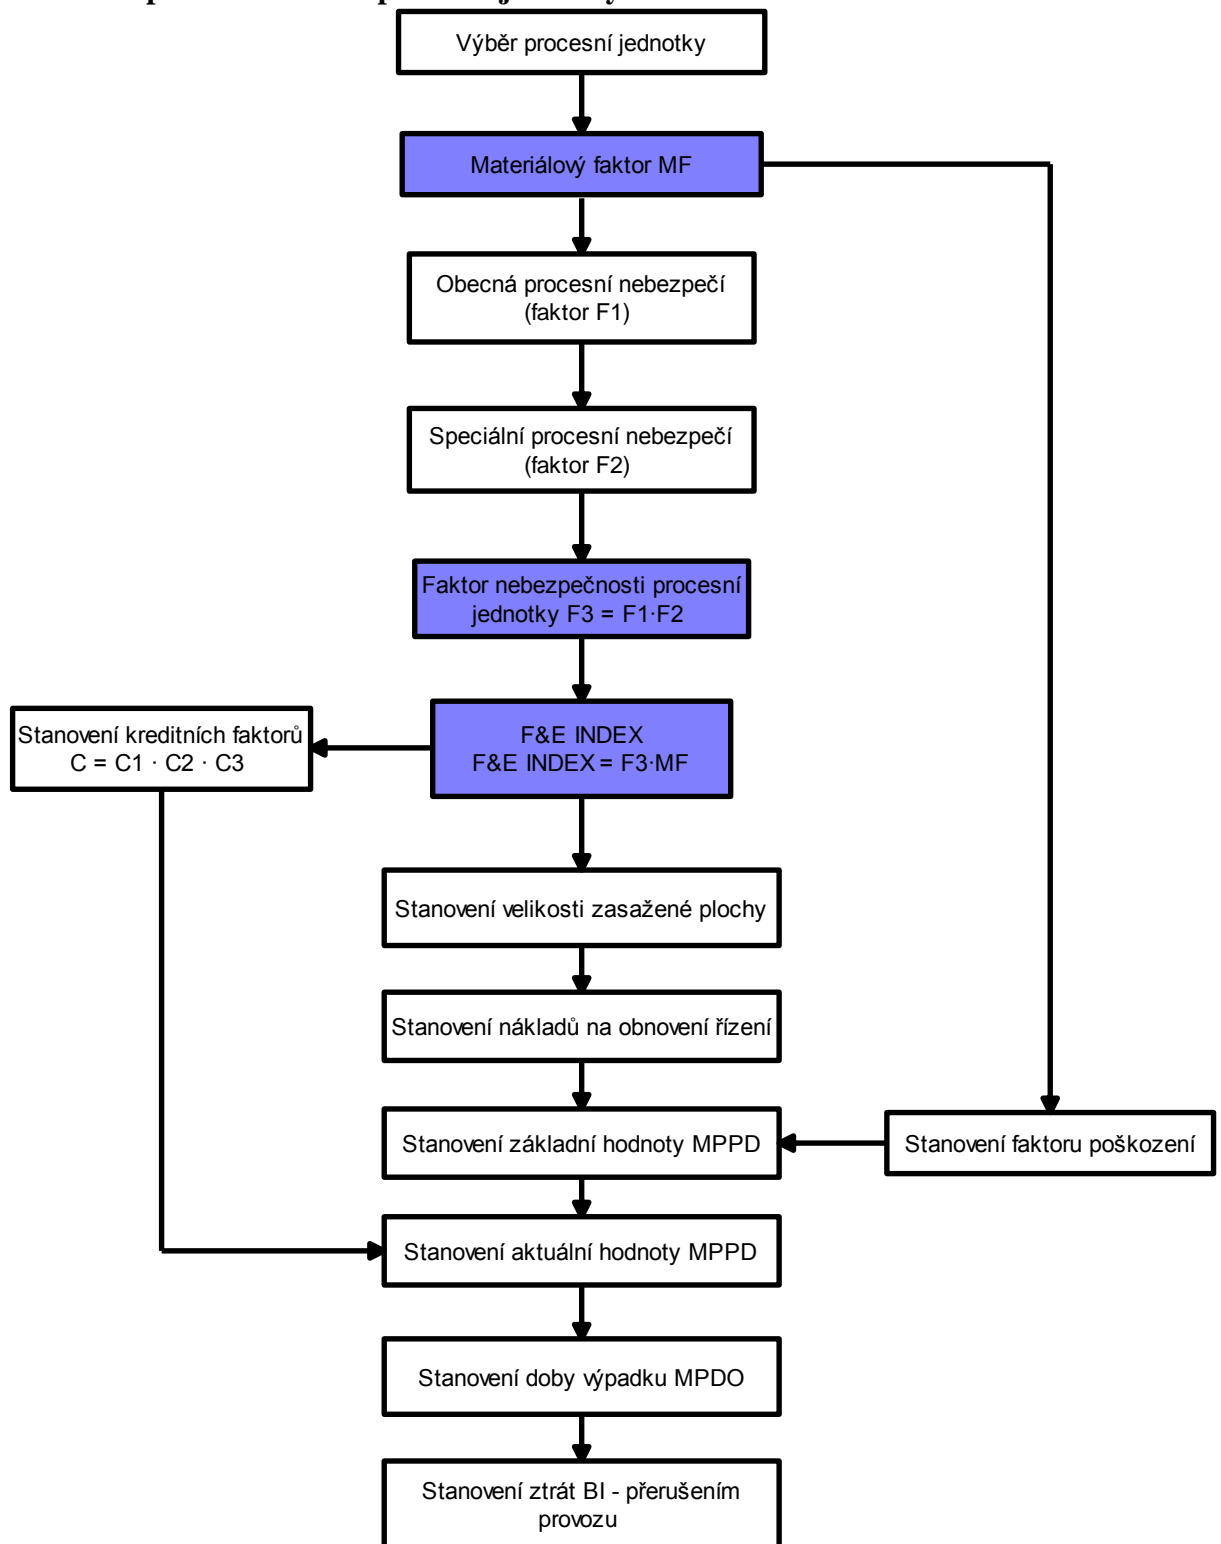 Výběr procesní jednotky
Materiálový faktor MF
Obecná procesní nebezpečí
(faktor F1)
Speciální procesní nebezpečí
(faktor F2)
Faktor nebezpečnosti procesní
jednotky F3 = F1·F2
Stanovení kreditních faktorů
C = C1 · C2 · C3
F&E INDEX
F&E INDEX = F3·MF
Stanovení velikosti zasažené plochy
Stanovení nákladů na obnovení řízení
Stanovení základní hodnoty MPPD
Stanovení faktoru poškození
Stanovení aktuální hodnoty MPPD
Stanovení doby výpadku MPDO
Stanovení ztrát BI - přerušením
provozu